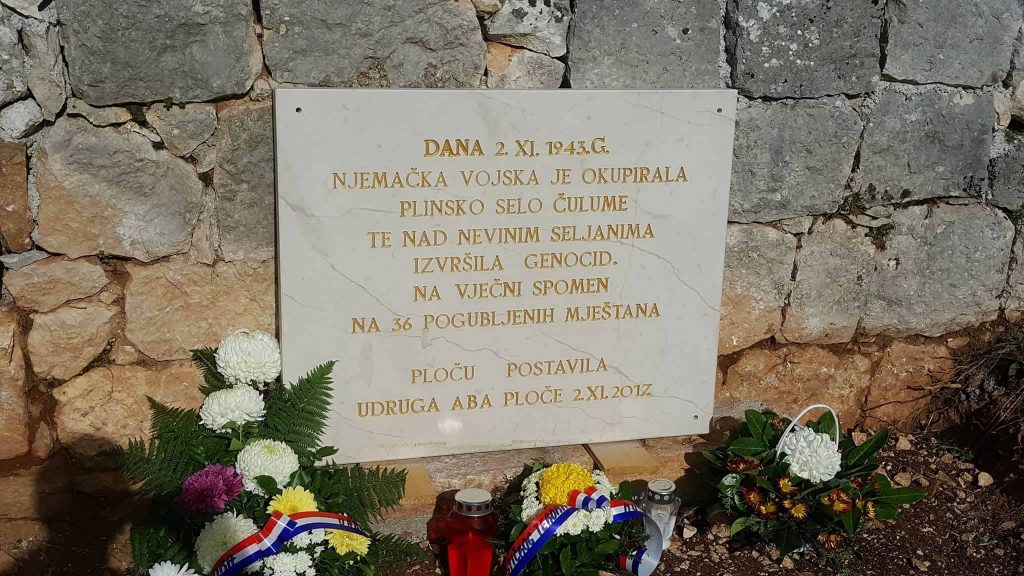 DANA 2. XI. 1943.G.
NJEMAČKA VOJSKA JE OKUPIRALA
PLINSKO SELO ČULUME
TE NAD NEVINIM SELJANIMA
IZVRŠILA GENOCID.
NA VJEČNI SPOMEN
NA 36 POGUBLJENIH MJEŠTANA
PLOČU POSTAVILA
UDRUGA ABA PLOČE 2.XI.2012.